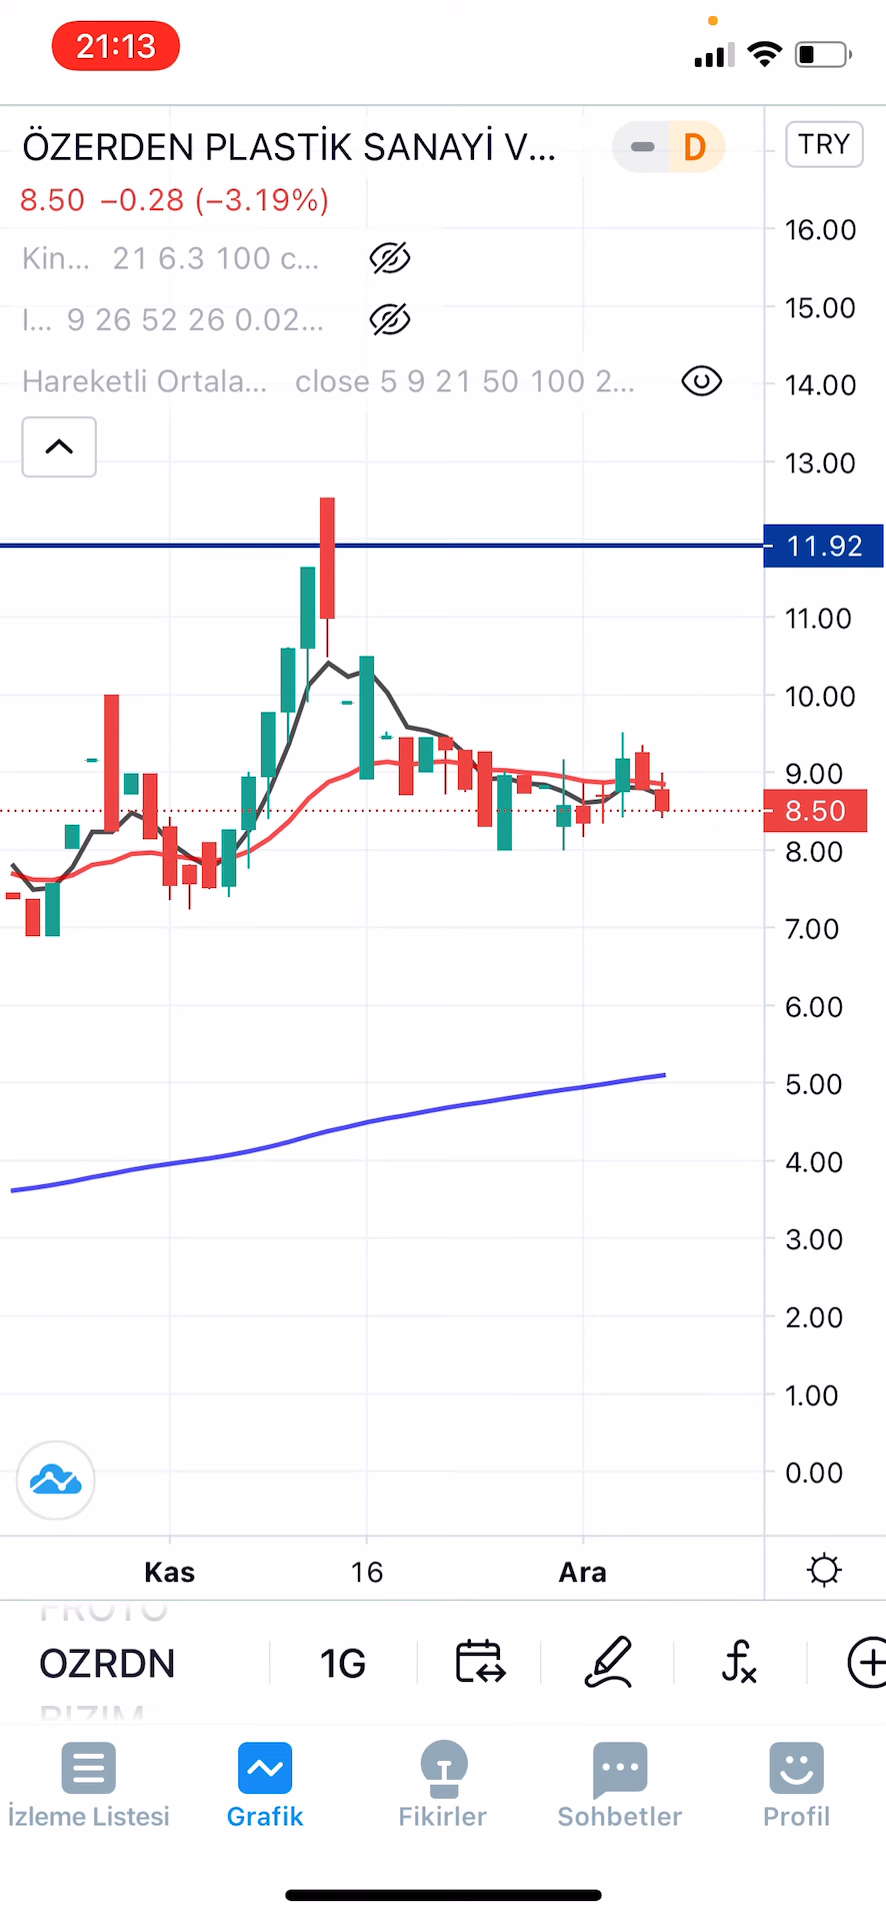 21:13
ÖZERDEN PLASTİK SANAYİ V...
D
TRY
8.50 −0.28 (−3.19%)
Kin... 21 6.3 100 c...
I... 9 26 52 26 0.02...
Hareketli Ortala... close 5 9 21 50 100 2...
16.00
15.00
14.00
13.00
11.92
11.00
10.00
9.00
8.50
8.00
7.00
6.00
5.00
4.00
3.00
2.00
1.00
0.00
Kas 16 Ara
FROTO
OZRDN 1G
BIZIM
İzleme Listesi Grafik Fikirler Sohbetler Profil